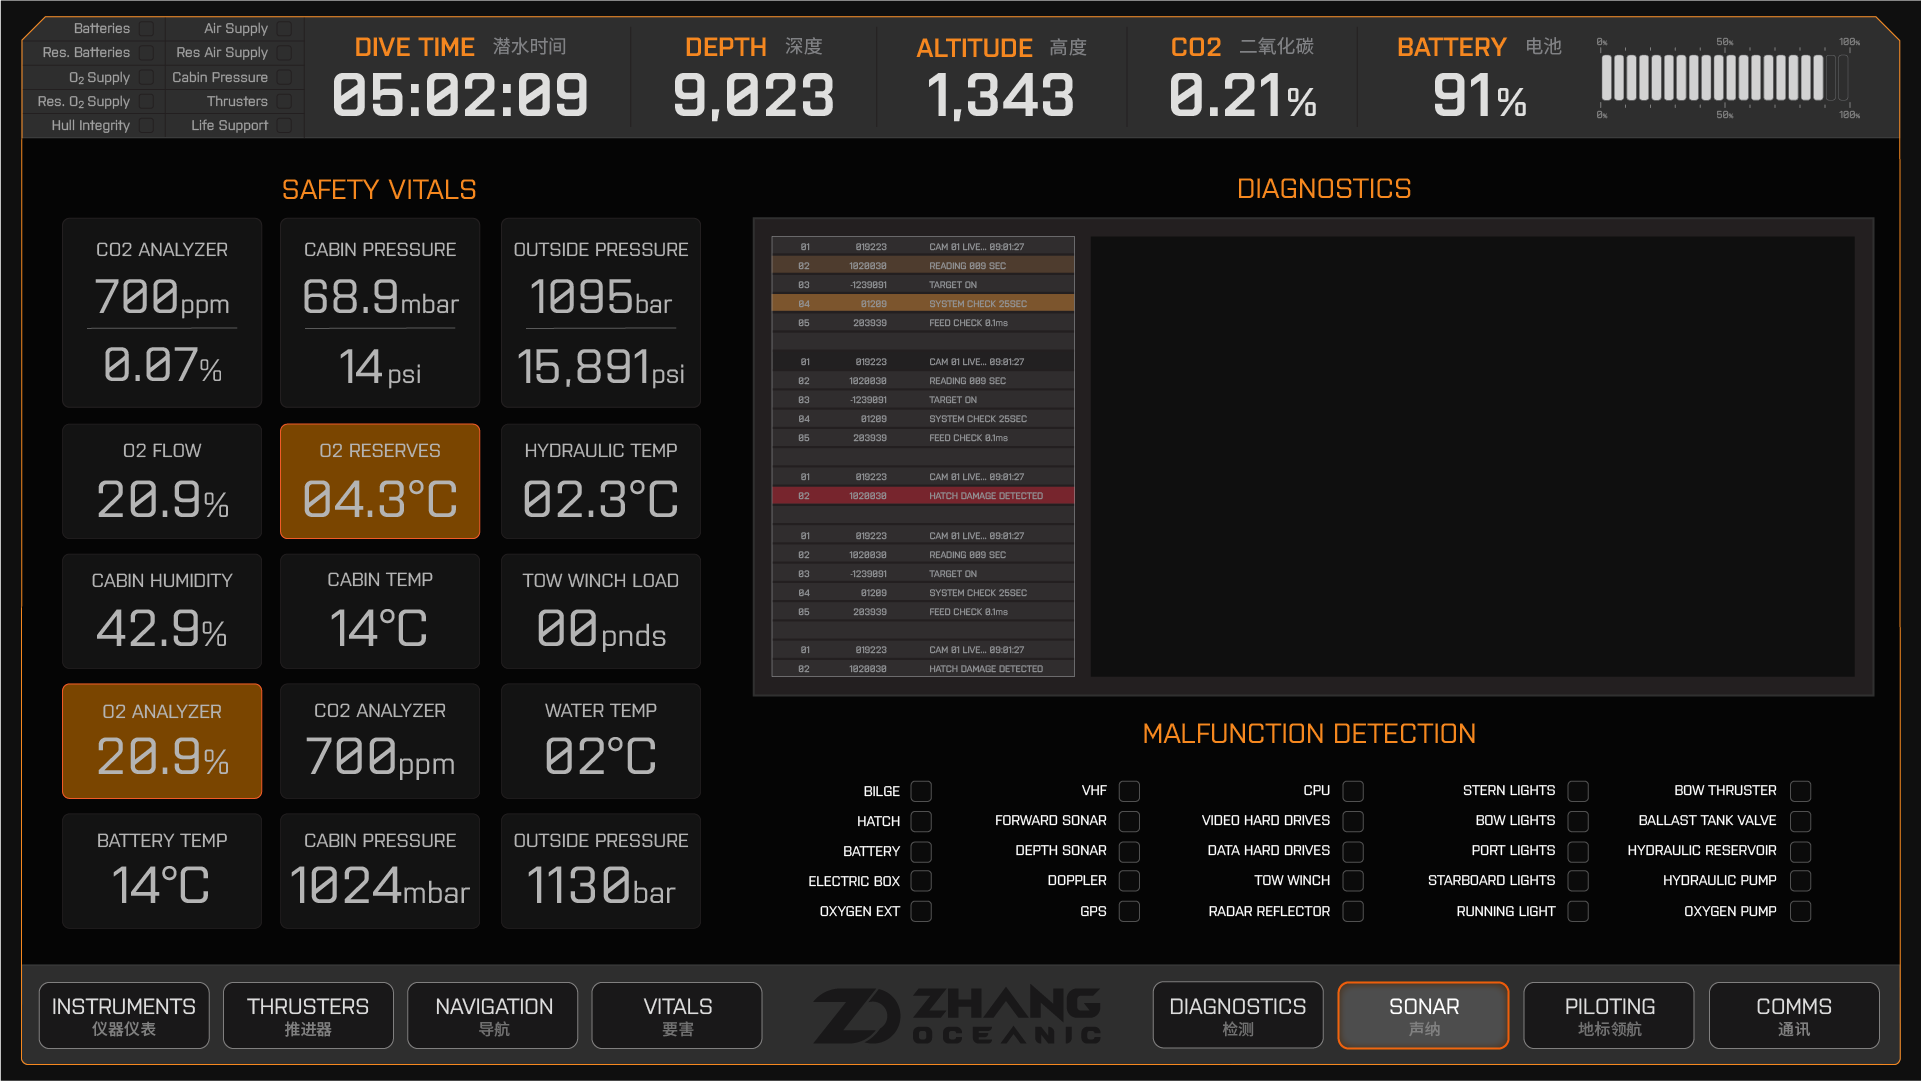 Batteries
Air Supply
Res. Batteries
Res Air Supply
O₂ Supply
Cabin Pressure
Res. O₂ Supply
Thrusters
Hull Integrity
Life Support
DIVE TIME 潜水时间
05:02:09
DEPTH 深度
9,023
ALTITUDE 高度
1,343
CO2 二氧化碳
0.21%
BATTERY 电池
91%
0% 50% 100%
0% 50% 100%
SAFETY VITALS
CO2 ANALYZER
700ppm
0.07%
CABIN PRESSURE
68.9mbar
14 psi
OUTSIDE PRESSURE
1095bar
15,891psi
O2 FLOW
20.9%
O2 RESERVES
04.3°C
HYDRAULIC TEMP
02.3°C
CABIN HUMIDITY
42.9%
CABIN TEMP
14°C
TOW WINCH LOAD
00pnds
O2 ANALYZER
20.9%
CO2 ANALYZER
700ppm
WATER TEMP
02°C
BATTERY TEMP
14°C
CABIN PRESSURE
1024mbar
OUTSIDE PRESSURE
1130bar
DIAGNOSTICS
01 019223 CAM 01 LIVE... 09:01:27
02 1020030 READING 009 SEC
03 -1239091 TARGET ON
04 01209 SYSTEM CHECK 25SEC
05 203939 FEED CHECK 0.1ms
01 019223 CAM 01 LIVE... 09:01:27
02 1020030 READING 009 SEC
03 -1239091 TARGET ON
04 01209 SYSTEM CHECK 25SEC
05 203939 FEED CHECK 0.1ms
01 019223 CAM 01 LIVE... 09:01:27
02 1020030 HATCH DAMAGE DETECTED
01 019223 CAM 01 LIVE... 09:01:27
02 1020030 READING 009 SEC
03 -1239091 TARGET ON
04 01209 SYSTEM CHECK 25SEC
05 203939 FEED CHECK 0.1ms
01 019223 CAM 01 LIVE... 09:01:27
02 1020030 HATCH DAMAGE DETECTED
MALFUNCTION DETECTION
BILGE
HATCH
BATTERY
ELECTRIC BOX
OXYGEN EXT
VHF
FORWARD SONAR
DEPTH SONAR
DOPPLER
GPS
CPU
VIDEO HARD DRIVES
DATA HARD DRIVES
TOW WINCH
RADAR REFLECTOR
STERN LIGHTS
BOW LIGHTS
PORT LIGHTS
STARBOARD LIGHTS
RUNNING LIGHT
BOW THRUSTER
BALLAST TANK VALVE
HYDRAULIC RESERVOIR
HYDRAULIC PUMP
OXYGEN PUMP
INSTRUMENTS
仪器仪表
THRUSTERS
推进器
NAVIGATION
导航
VITALS
要害
ZHANG
OCEANIC
DIAGNOSTICS
检测
SONAR
声纳
PILOTING
地标领航
COMMS
通讯